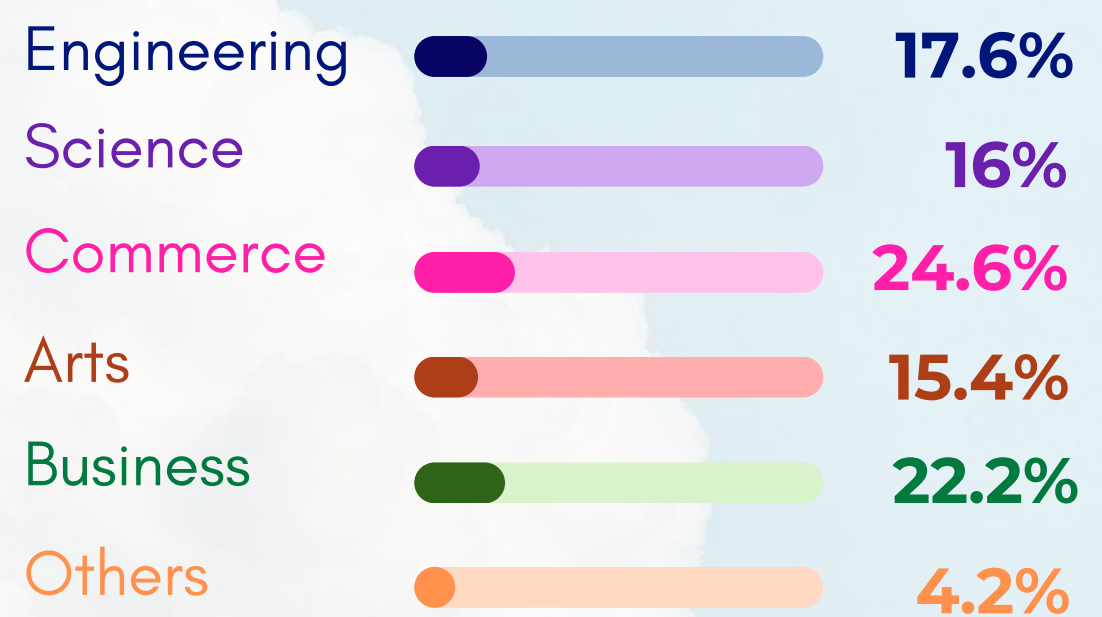 Engineering 17.6%
Science 16%
Commerce 24.6%
Arts 15.4%
Business 22.2%
Others 4.2%